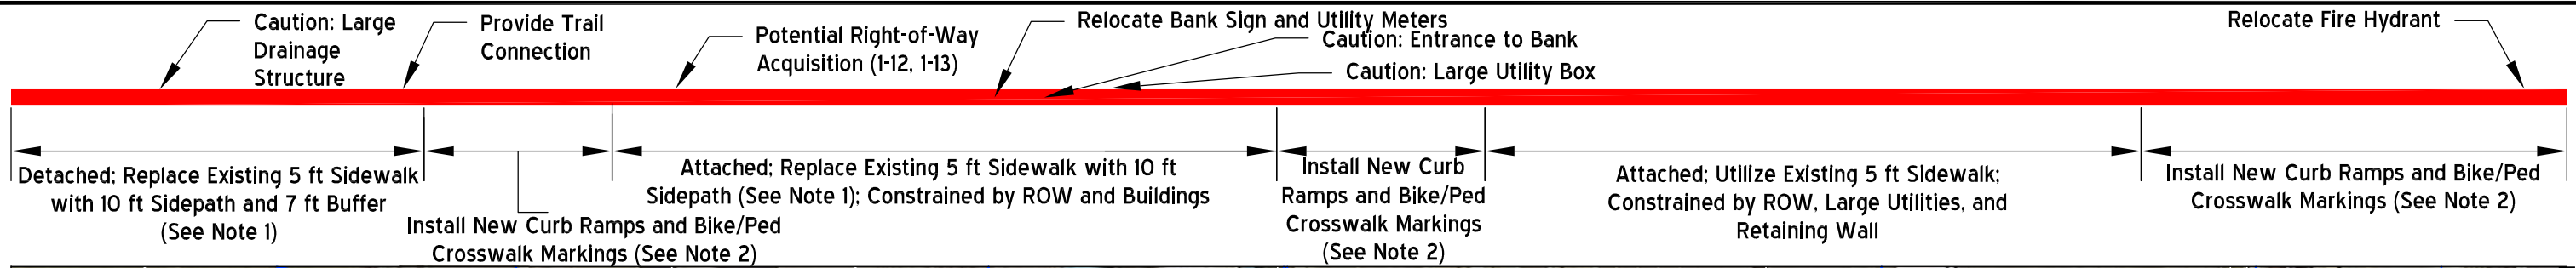 Caution: Large
Drainage
Structure
Provide Trail
Connection
Potential Right-of-Way
Acquisition (1-12, 1-13)
Relocate Bank Sign and Utility Meters
Caution: Entrance to Bank
Caution: Large Utility Box
Relocate Fire Hydrant
Detached; Replace Existing 5 ft Sidewalk
with 10 ft Sidepath and 7 ft Buffer
(See Note 1)
Install New Curb Ramps and Bike/Ped
Crosswalk Markings (See Note 2)
Attached; Replace Existing 5 ft Sidewalk with 10 ft
Sidepath (See Note 1); Constrained by ROW and Buildings
Install New Curb
Ramps and Bike/Ped
Crosswalk Markings
(See Note 2)
Attached; Utilize Existing 5 ft Sidewalk;
Constrained by ROW, Large Utilities, and
Retaining Wall
Install New Curb Ramps and Bike/Ped
Crosswalk Markings (See Note 2)